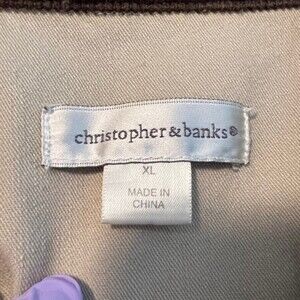 christopher & banks®
XL
MADE IN
CHINA